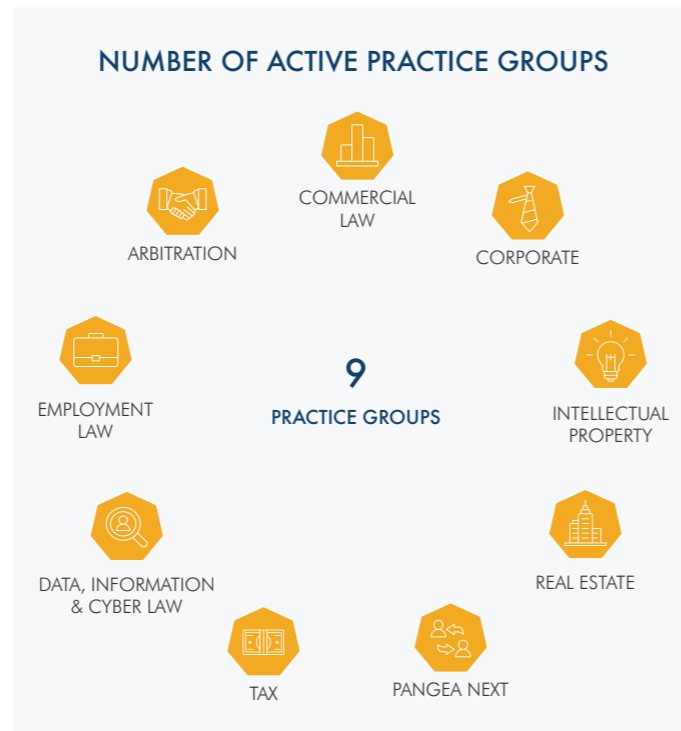 NUMBER OF ACTIVE PRACTICE GROUPS
COMMERCIAL
LAW
ARBITRATION
CORPORATE
9
PRACTICE GROUPS
EMPLOYMENT
LAW
INTELLECTUAL
PROPERTY
DATA, INFORMATION
& CYBER LAW
REAL ESTATE
TAX
PANGEA NEXT